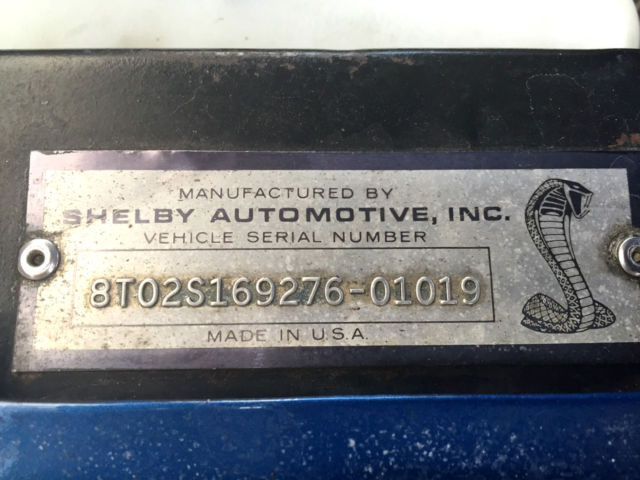 MANUFACTURED BY
SHELBY AUTOMOTIVE, INC.
VEHICLE SERIAL NUMBER
8T02S169276-01019
MADE IN U.S.A.